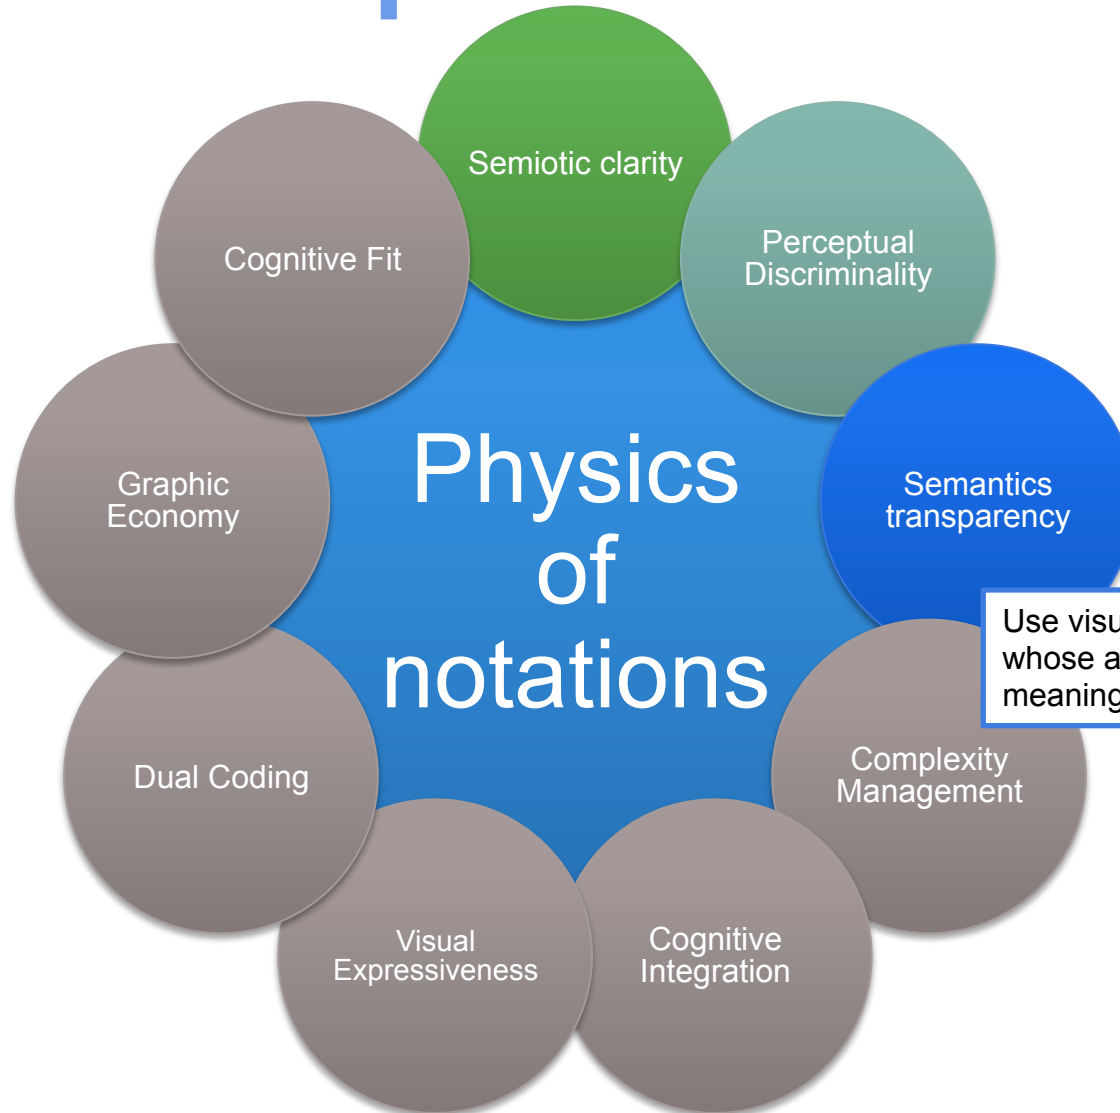 Semiotic clarity
Perceptual
Discriminality
Semantics
transparency
Use visu
whose a
meaning
Complexity
Management
Cognitive
Integration
Visual
Expressiveness
Dual Coding
Graphic
Economy
Cognitive Fit
Physics
of
notations